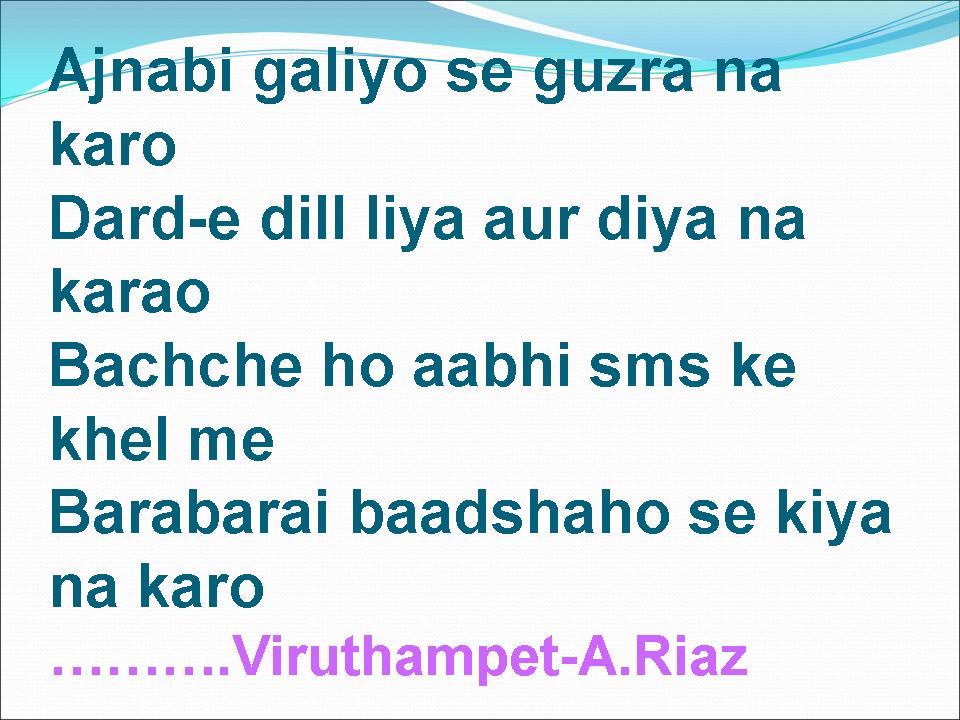 Ajnabi galiyo se guzra na
karo
Dard-e dill liya aur diya na
karao
Bachche ho aabhi sms ke
khel me
Barabarai baadshaho se kiya
na karo
……….Viruthampet-A.Riaz